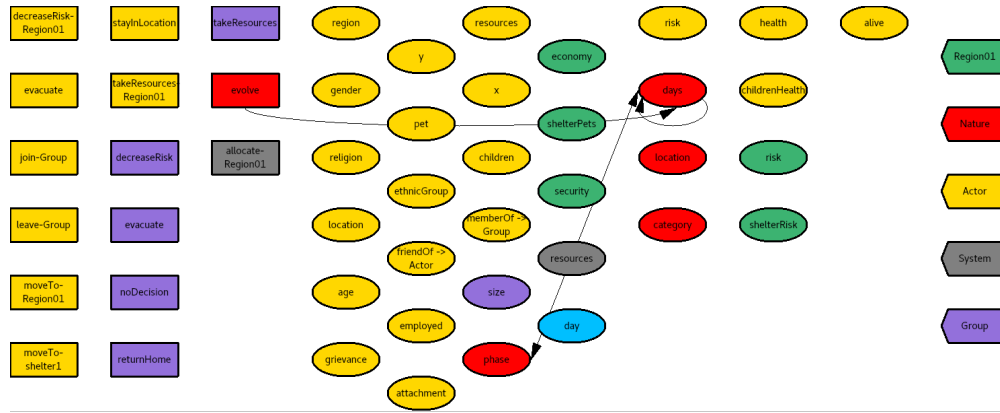 decreaseRisk-
Region01
stayInLocation
takeResources
region
resources
risk
health
alive
y
economy
Region01
evacuate
takeResources-
Region01
evolve
gender
x
days
childrenHealth
Nature
pet
shelterPets
join-Group
decreaseRisk
allocate-
Region01
religion
children
location
risk
Actor
ethnicGroup
security
leave-Group
evacuate
location
memberOf ->
Group
category
shelterRisk
friendOf ->
Actor
resources
System
moveTo-
Region01
noDecision
age
size
employed
day
Group
moveTo-
shelter1
returnHome
grievance
phase
attachment